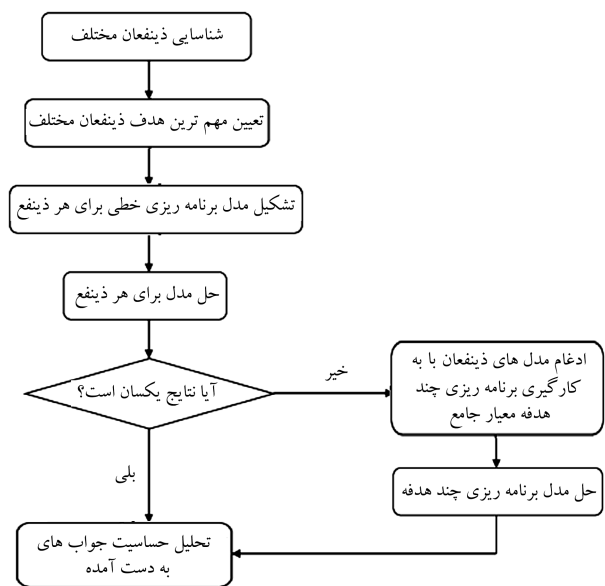 شناسایی ذینفعان مختلف
تعیین مهم ترین هدف ذینفعان مختلف
تشکیل مدل برنامه ریزی خطی برای هر ذینفع
حل مدل برای هر ذینفع
آیا نتایج یکسان است؟
خیر
ادغام مدل های ذینفعان با به
کارگیری برنامه ریزی چند
هدفه معیار جامع
حل مدل برنامه ریزی چند هدفه
بلی
تحلیل حساسیت جواب های
به دست آمده